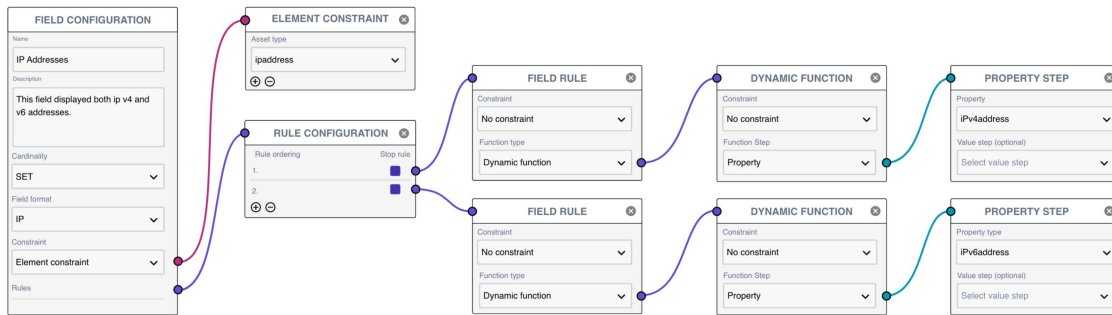 FIELD CONFIGURATION
Name
IP Addresses
Description
This field displayed both ip v4 and
v6 addresses.
Cardinality
SET
Field format
IP
Constraint
Element constraint
Rules
ELEMENT CONSTRAINT
Asset type
ipaddress
RULE CONFIGURATION
Rule ordering Stop rule
1.
2.
FIELD RULE
Constraint
No constraint
Function type
Dynamic function
DYNAMIC FUNCTION
Constraint
No constraint
Function Step
Property
PROPERTY STEP
Property
iPv4address
Value step (optional)
Select value step
FIELD RULE
Constraint
No constraint
Function type
Dynamic function
DYNAMIC FUNCTION
Constraint
No constraint
Function Step
Property
PROPERTY STEP
Property type
iPv6address
Value step (optional)
Select value step